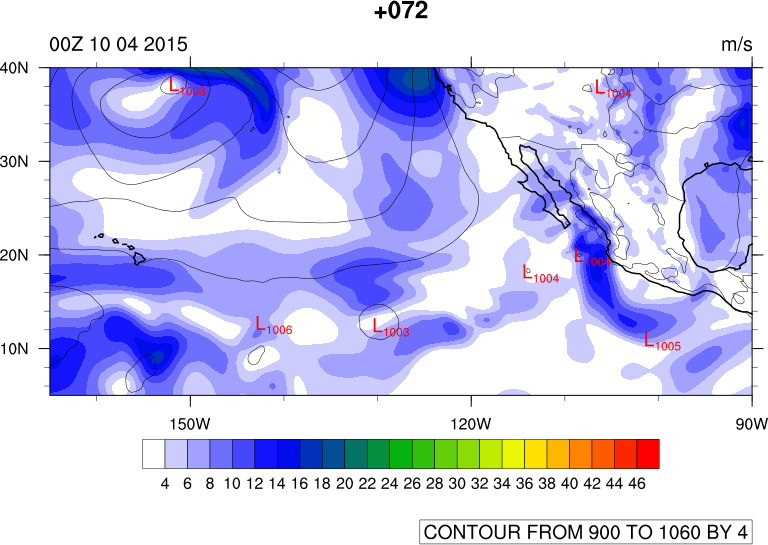 +072
00Z 10 04 2015 m/s
40N
L1003
L1004
30N
20N
L1004
L1004
L1006
L1003
L1005
10N
150W 120W 90W
4 6 8 10 12 14 16 18 20 22 24 26 28 30 32 34 36 38 40 42 44 46
CONTOUR FROM 900 TO 1060 BY 4